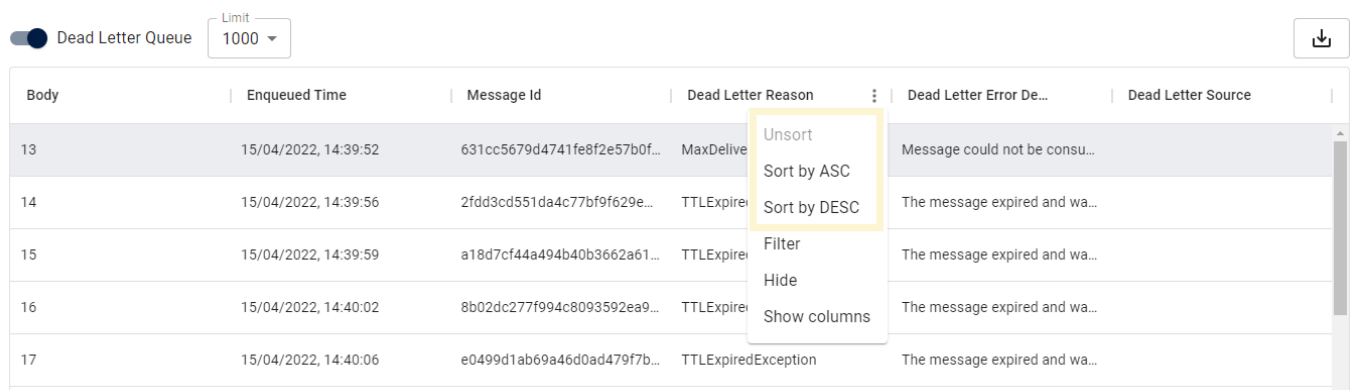 Limit
Dead Letter Queue 1000
Body Enqueued Time Message Id Dead Letter Reason Dead Letter Error De... Dead Letter Source
13 15/04/2022, 14:39:52 631cc5679d4741fe8f2e57b0f... MaxDelive Message could not be consu...
14 15/04/2022, 14:39:56 2fdd3cd551da4c77bf9f629e... TTLExpire The message expired and wa...
15 15/04/2022, 14:39:59 a18d7cf44a494b40b3662a61... TTLExpire The message expired and wa...
16 15/04/2022, 14:40:02 8b02dc277f994c8093592ea9... TTLExpire The message expired and wa...
17 15/04/2022, 14:40:06 e0499d1ab69a46d0ad479f7b... TTLExpiredException The message expired and wa...
Unsort
Sort by ASC
Sort by DESC
Filter
Hide
Show columns